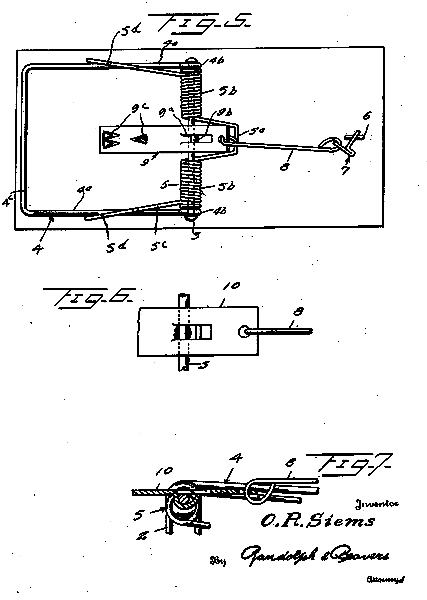 Fig. 5.
5d 4a
4b
5b
9c 9a 9b 5a
6
9
8
7
5 5b
4c 4a
4 4b
5d 5c 5
Fig. 6.
10
8
5
Fig. 7.
10 4 8
5
2
Inventor
O. R. Siems
By Randolph & Beavers
Attorneys